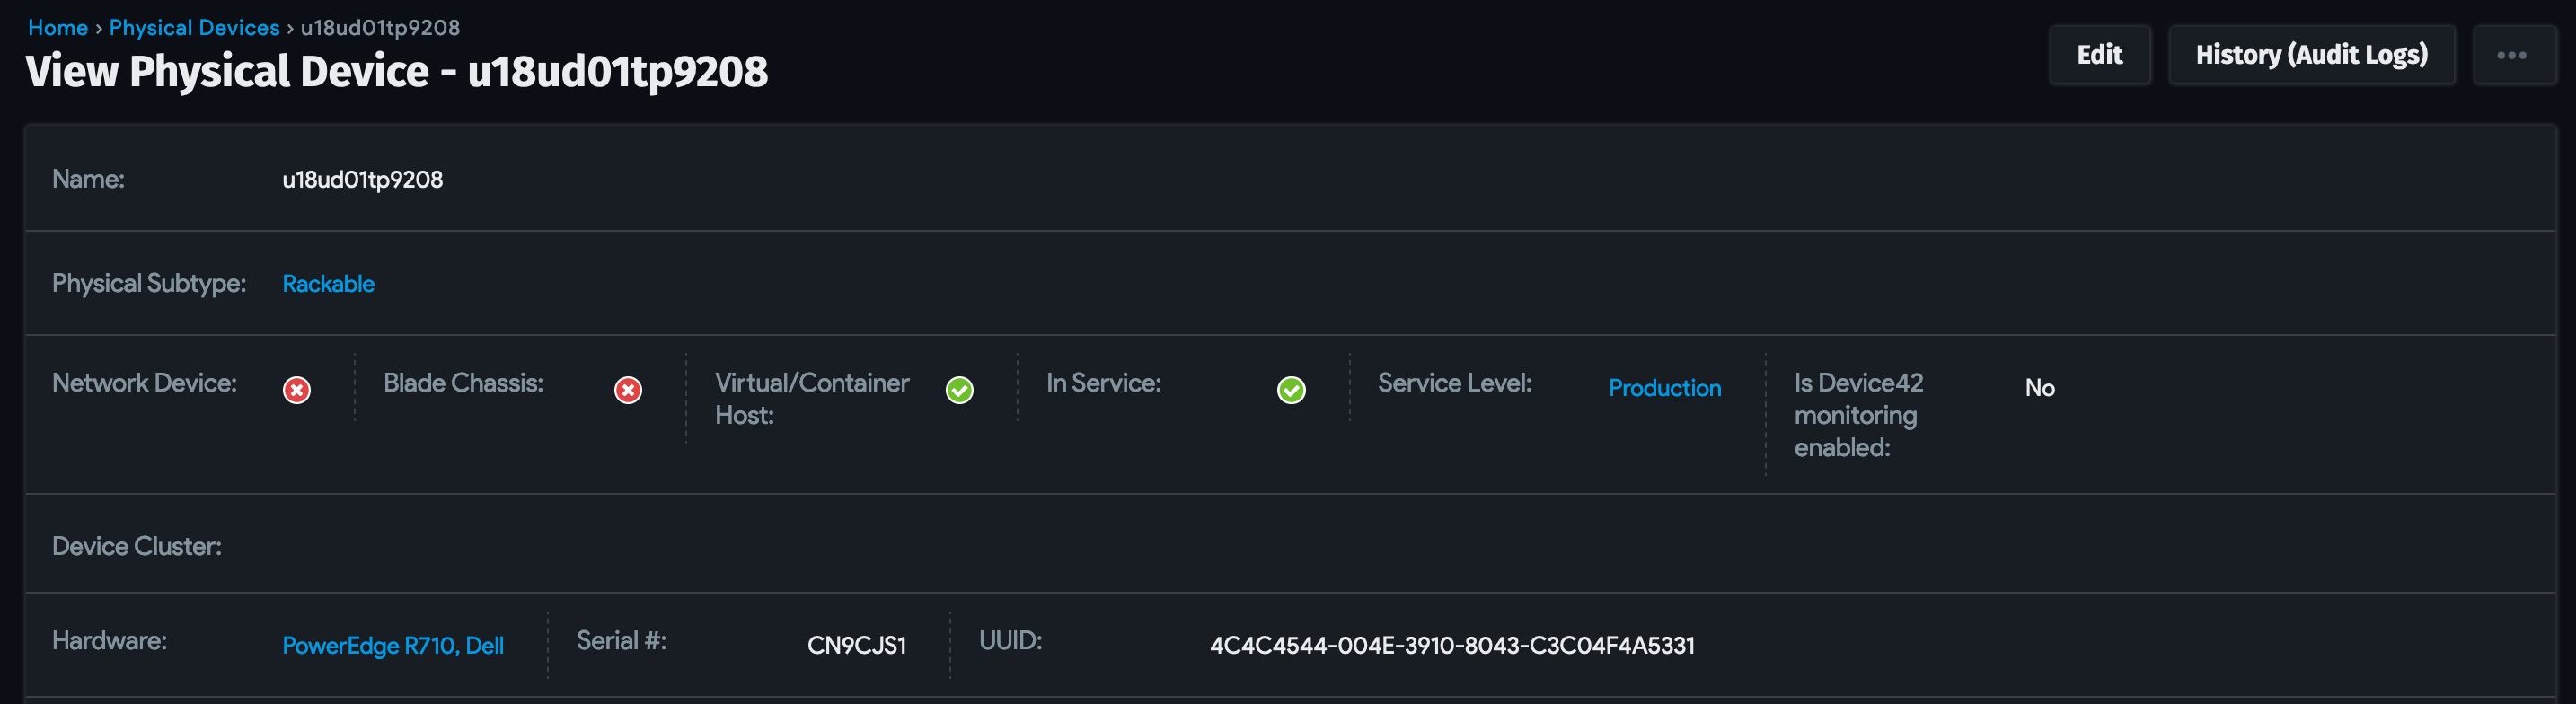 Home › Physical Devices › u18ud01tp9208
View Physical Device - u18ud01tp9208
Edit
History (Audit Logs)
Name: u18ud01tp9208
Physical Subtype: Rackable
Network Device:
Blade Chassis:
Virtual/Container
Host:
In Service:
Service Level: Production
Is Device42
monitoring
enabled:
No
Device Cluster:
Hardware: PowerEdge R710, Dell
Serial #: CN9CJS1
UUID: 4C4C4544-004E-3910-8043-C3C04F4A5331